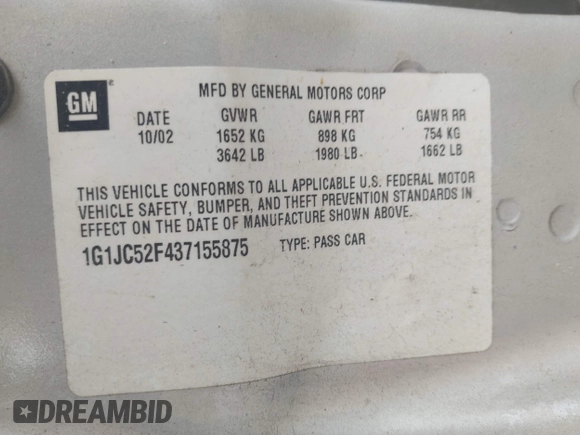 GM
MFD BY GENERAL MOTORS CORP
DATE GVWR GAWR FRT GAWR RR
10/02 1652 KG 898 KG 754 KG
3642 LB 1980 LB 1662 LB
THIS VEHICLE CONFORMS TO ALL APPLICABLE U.S. FEDERAL MOTOR
VEHICLE SAFETY, BUMPER, AND THEFT PREVENTION STANDARDS IN
EFFECT ON THE DATE OF MANUFACTURE SHOWN ABOVE.
1G1JC52F437155875 TYPE: PASS CAR
DREAMBID